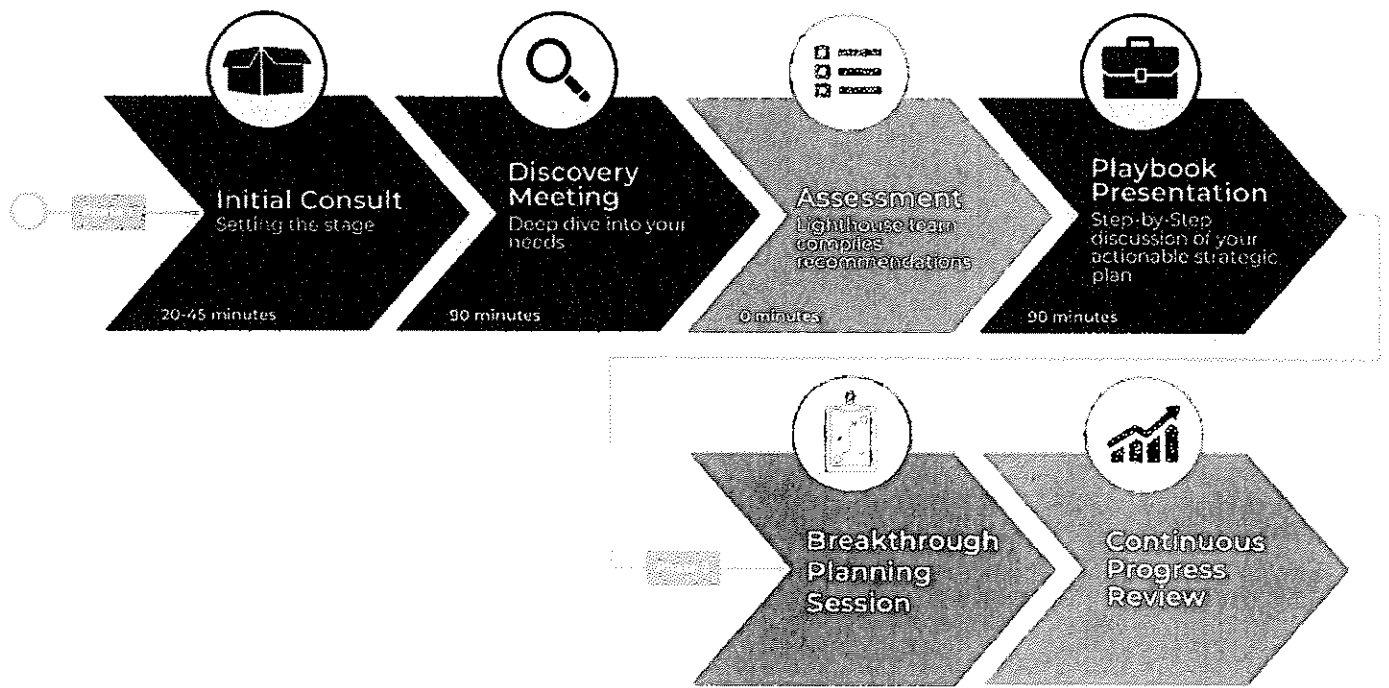 Initial Consult
Setting the stage
20-45 minutes
Discovery
Meeting
Deep dive into your
needs
90 minutes
Assessment
Lighthouse team
compiles
recommendations
0 minutes
Playbook
Presentation
Step-by-Step
discussion of your
actionable strategic
plan
90 minutes
Breakthrough
Planning
Session
Continuous
Progress
Review